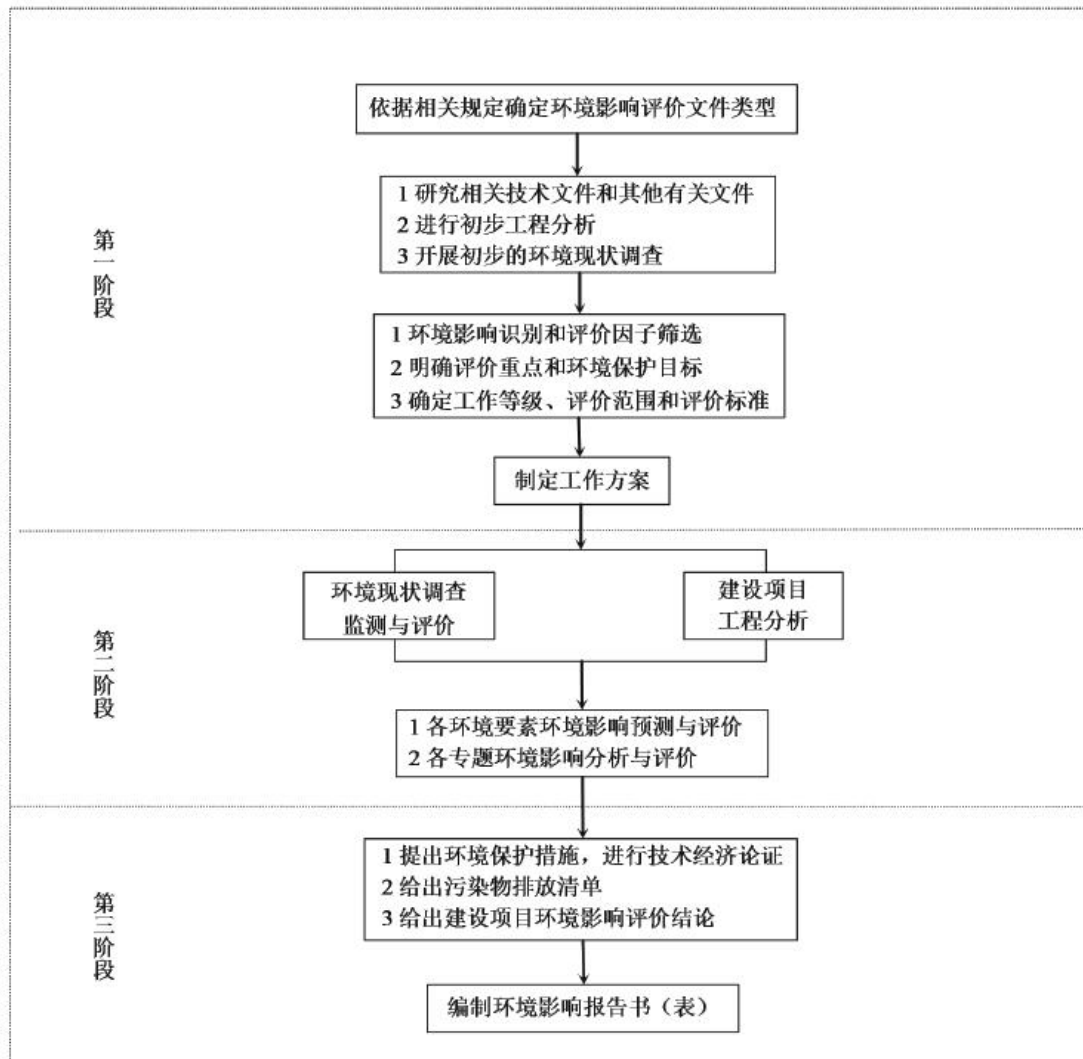 依据相关规定确定环境影响评价文件类型
1 研究相关技术文件和其他有关文件
2 进行初步工程分析
3 开展初步的环境现状调查
第一阶段
1 环境影响识别和评价因子筛选
2 明确评价重点和环境保护目标
3 确定工作等级、评价范围和评价标准
制定工作方案
环境现状调查
监测与评价
建设项目
工程分析
第二阶段
1 各环境要素环境影响预测与评价
2 各专题环境影响分析与评价
1 提出环境保护措施，进行技术经济论证
2 给出污染物排放清单
3 给出建设项目环境影响评价结论
第三阶段
编制环境影响报告书（表）